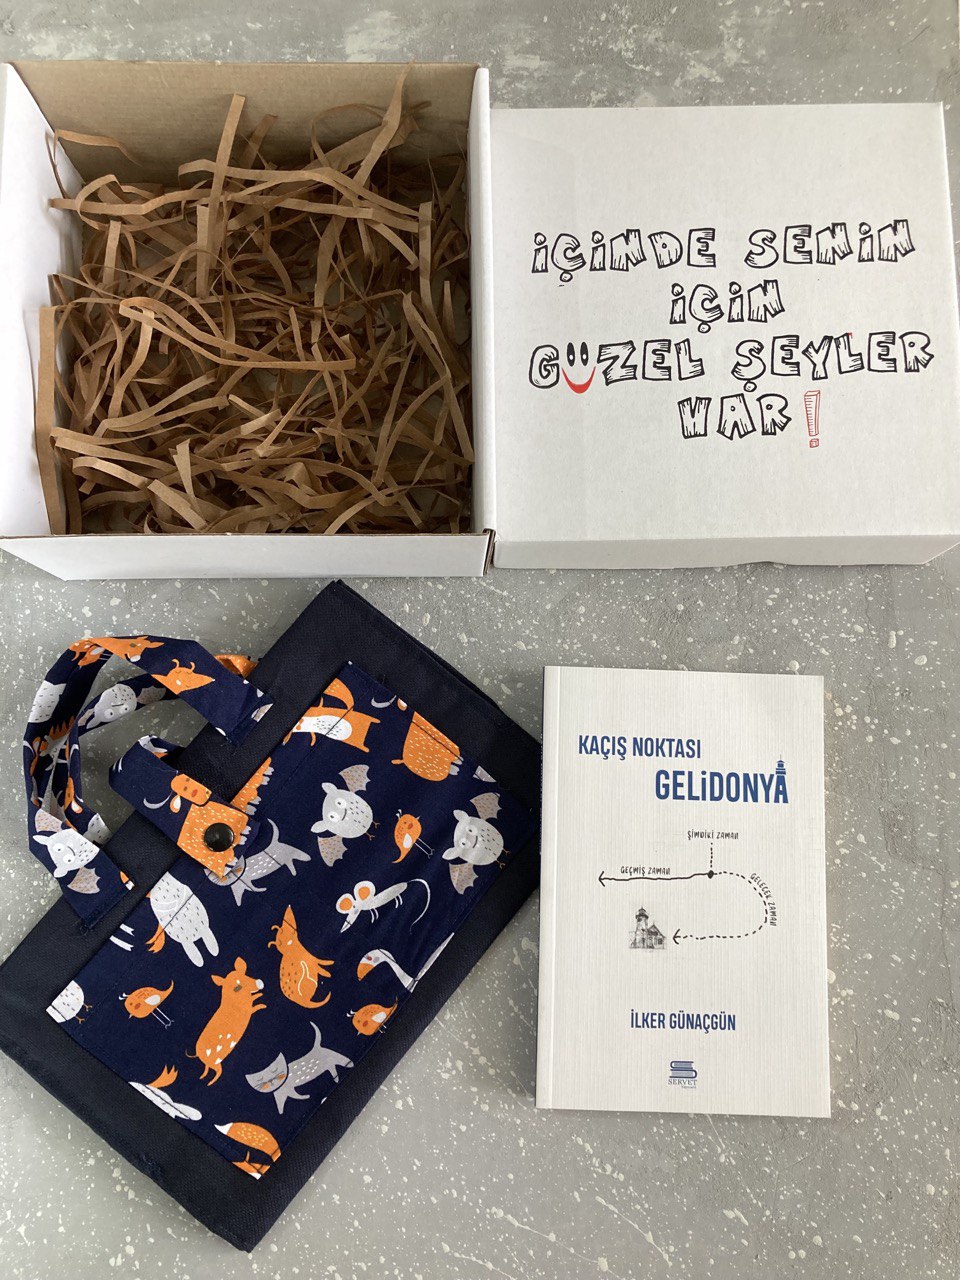 İÇİNDE SENİN
İÇİN
GÜZEL ŞEYLER
VAR!
KAÇIŞ NOKTASI
GELİDONYA
ŞİMDİKİ ZAMAN
GEÇMİŞ ZAMAN
GELECEK ZAMAN
İLKER GÜNAÇGÜN
SERVET